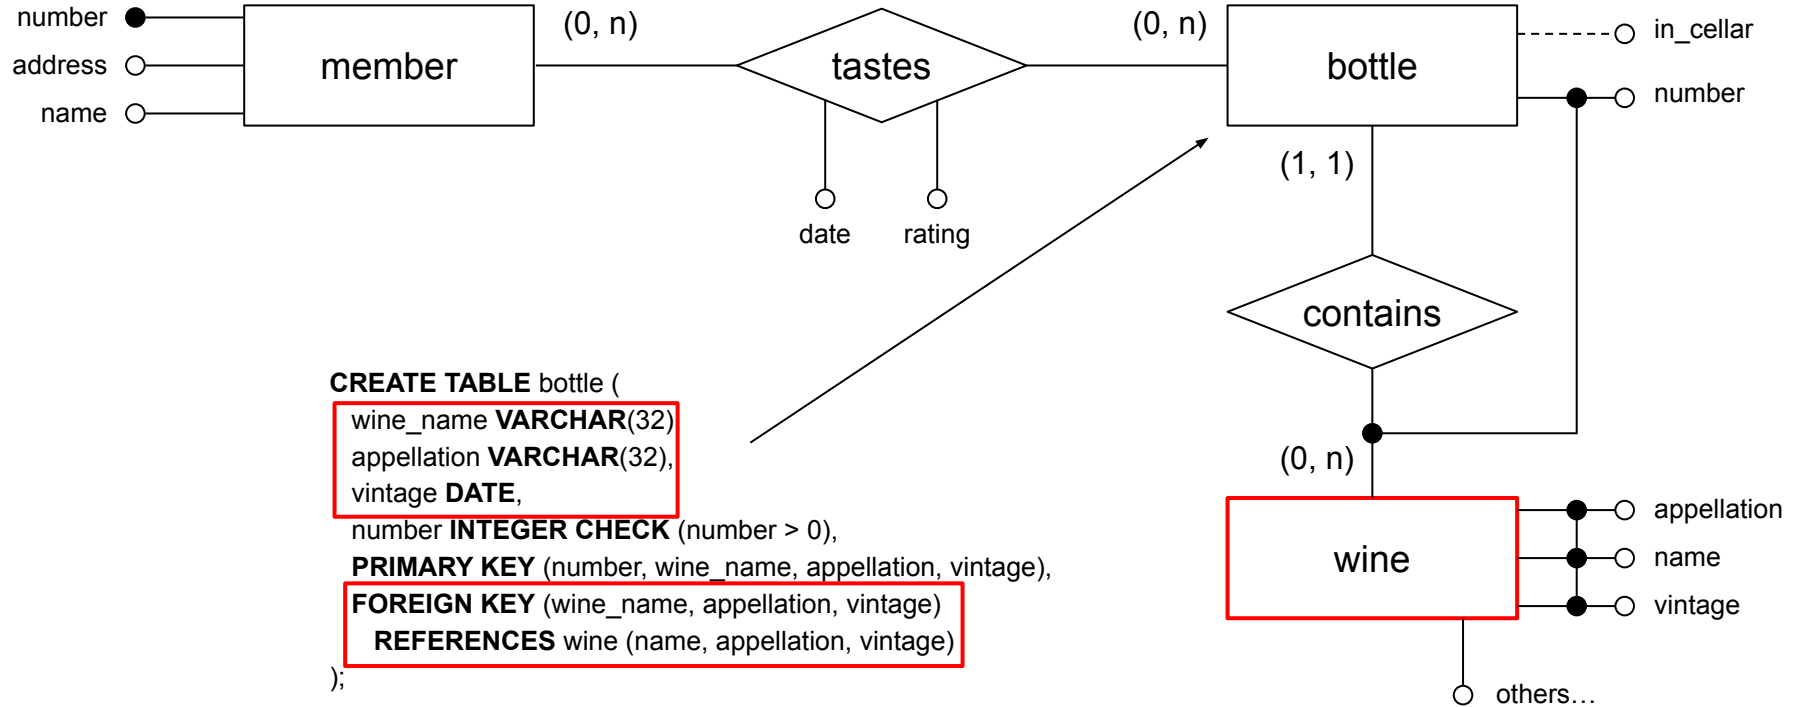 number
address
name
member
(0, n)
tastes
(0, n)
date
rating
bottle
in_cellar
number
(1, 1)
contains
(0, n)
wine
appellation
name
vintage
others…
CREATE TABLE bottle (
wine_name VARCHAR(32)
appellation VARCHAR(32),
vintage DATE,
number INTEGER CHECK (number > 0),
PRIMARY KEY (number, wine_name, appellation, vintage),
FOREIGN KEY (wine_name, appellation, vintage)
REFERENCES wine (name, appellation, vintage)
);